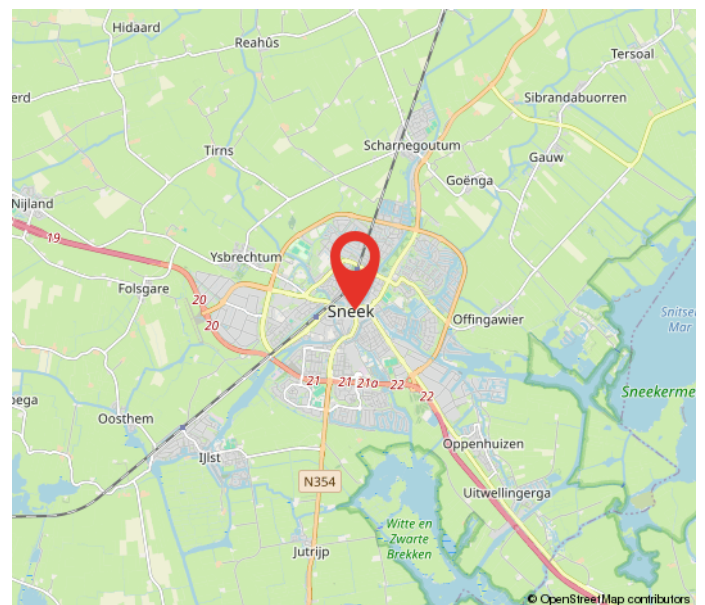 Hidaard
Reahûs
Tersoal
erd
Sibrandabuorren
Scharnegoutum
Tirns
Gauw
Goënga
Nijland
19
Ysbrechtum
Folsgare
20
20
Sneek
Offingawier
Snitser
Mar
21
21
21a
22
22
Sneekerme
pega
Oosthem
IJlst
Oppenhuizen
N354
Uitwellingerga
Witte en
Zwarte
Brekken
Jutrijp
© OpenStreetMap contributors